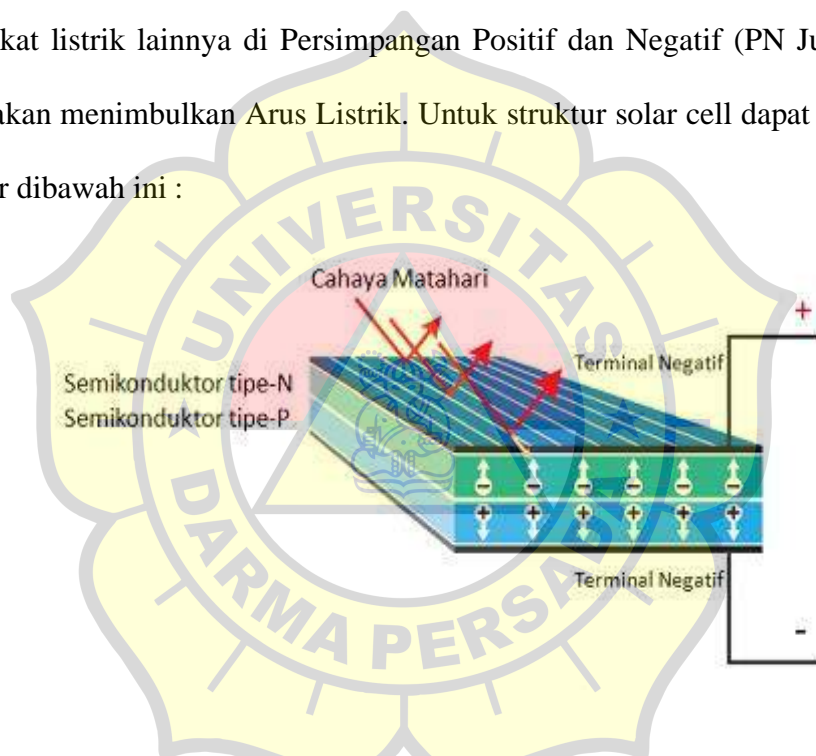 kat listrik lainnya di Persimpangan Positif dan Negatif (PN Ju
akan menimbulkan Arus Listrik. Untuk struktur solar cell dapat
r dibawah ini :
UNIVERSITAS
Cahaya Matahari
+
Terminal Negatif
Semikonduktor tipe-N
Semikonduktor tipe-P
- - - - - -
+ + + + + +
Terminal Negatif
-
DARMA PERSADA